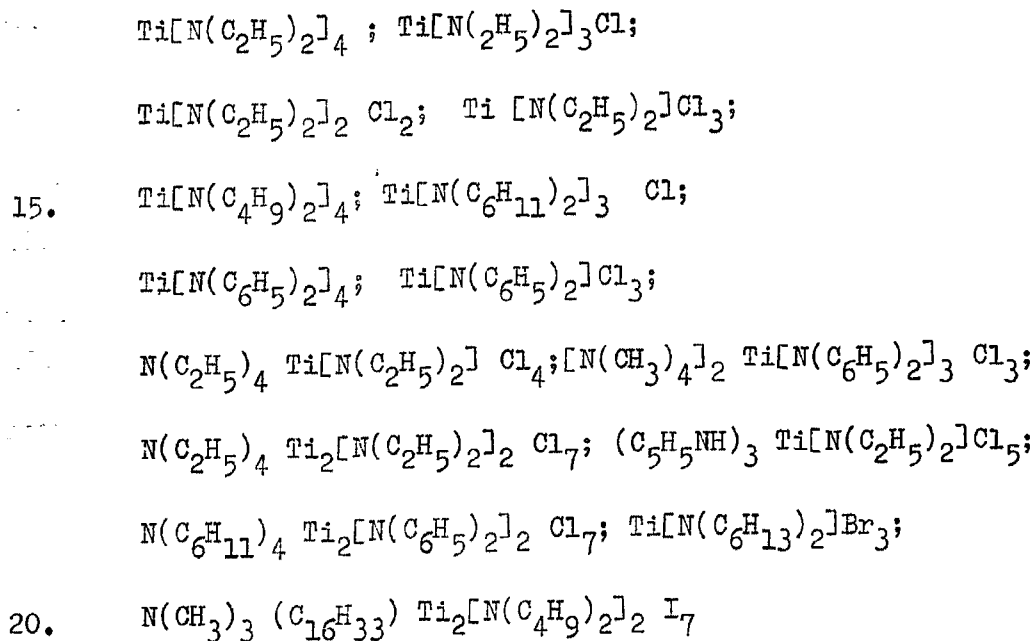 Ti[N(C₂H₅)₂]₄ ; Ti[N(₂H₅)₂]₃Cl;
Ti[N(C₂H₅)₂]₂ Cl₂; Ti [N(C₂H₅)₂]Cl₃;
15. Ti[N(C₄H₉)₂]₄; Ti[N(C₆H₁₁)₂]₃ Cl;
Ti[N(C₆H₅)₂]₄; Ti[N(C₆H₅)₂]Cl₃;
N(C₂H₅)₄ Ti[N(C₂H₅)₂] Cl₄;[N(CH₃)₄]₂ Ti[N(C₆H₅)₂]₃ Cl₃;
N(C₂H₅)₄ Ti₂[N(C₂H₅)₂]₂ Cl₇; (C₅H₅NH)₃ Ti[N(C₂H₅)₂]Cl₅;
N(C₆H₁₁)₄ Ti₂[N(C₆H₅)₂]₂ Cl₇; Ti[N(C₆H₁₃)₂]Br₃;
20. N(CH₃)₃ (C₁₆H₃₃) Ti₂[N(C₄H₉)₂]₂ I₇